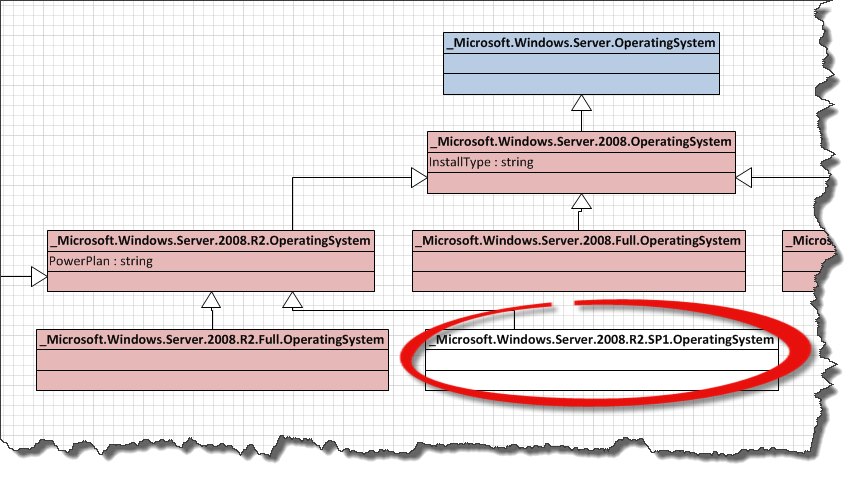 _Microsoft.Windows.Server.OperatingSystem
_Microsoft.Windows.Server.2008.OperatingSystem
InstallType : string
_Microsoft.Windows.Server.2008.R2.OperatingSystem
PowerPlan : string
_Microsoft.Windows.Server.2008.Full.OperatingSystem
_Micros
_Microsoft.Windows.Server.2008.R2.Full.OperatingSystem
_Microsoft.Windows.Server.2008.R2.SP1.OperatingSystem